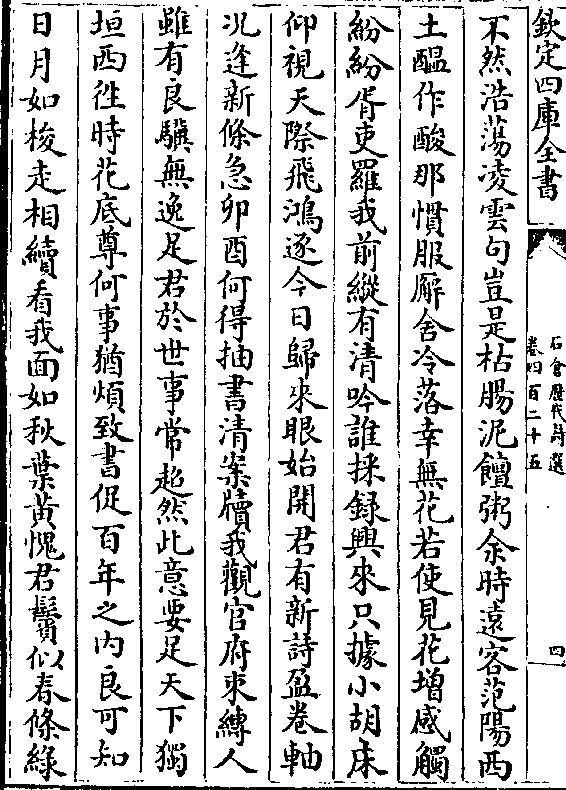 欽定四庫全書
石倉歷代詩選
卷四百二十五
四
不然浩蕩凌雲句豈是枯腸泥饘粥余時遠客范陽西
土醖作酸那慣服廨舍冷落幸無花若使見花增感觸
紛紛胥吏羅我前縱有清吟誰採録興來只據小胡床
仰視天際飛鴻逐今日歸來眼始開君有新詩盈卷軸
况逢新條急卯酉何得抽書清案牘我觀官府束縛人
雖有良驥無逸足君於世事常超然此意要足天下獨
垣西徃時花底尊何事猶煩致書促百年之内良可知
日月如梭走相續看我面如秋葉黄愧君鬢似春條綠